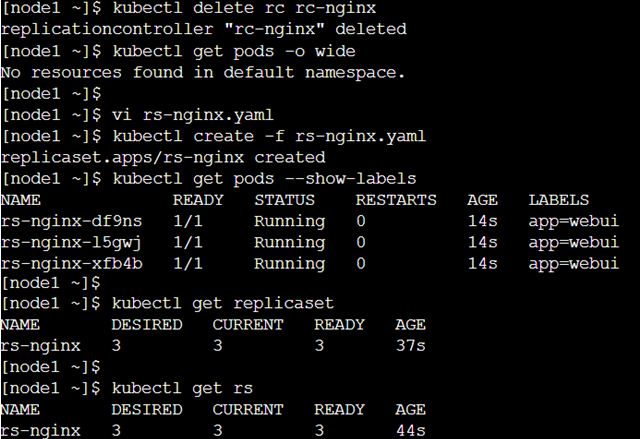 [node1 ~]$ kubectl delete rc rc-nginx
replicationcontroller "rc-nginx" deleted
[node1 ~]$ kubectl get pods -o wide
No resources found in default namespace.
[node1 ~]$
[node1 ~]$ vi rs-nginx.yaml
[node1 ~]$ kubectl create -f rs-nginx.yaml
replicaset.apps/rs-nginx created
[node1 ~]$ kubectl get pods --show-labels
NAME             READY   STATUS    RESTARTS   AGE   LABELS
rs-nginx-df9ns   1/1     Running   0          14s   app=webui
rs-nginx-l5gwj   1/1     Running   0          14s   app=webui
rs-nginx-xfb4b   1/1     Running   0          14s   app=webui
[node1 ~]$
[node1 ~]$ kubectl get replicaset
NAME       DESIRED   CURRENT   READY   AGE
rs-nginx   3         3         3       37s
[node1 ~]$
[node1 ~]$ kubectl get rs
NAME       DESIRED   CURRENT   READY   AGE
rs-nginx   3         3         3       44s